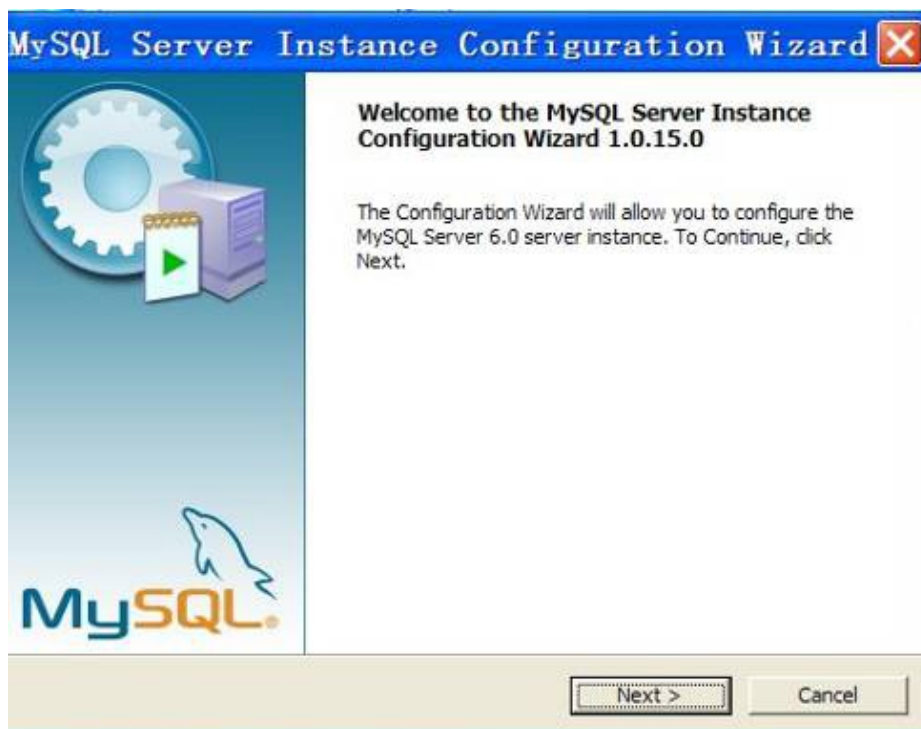 MySQL Server Instance Configuration Wizard
Welcome to the MySQL Server Instance
Configuration Wizard 1.0.15.0
The Configuration Wizard will allow you to configure the
MySQL Server 6.0 server instance. To Continue, click
Next.
MySQL®
Next >
Cancel